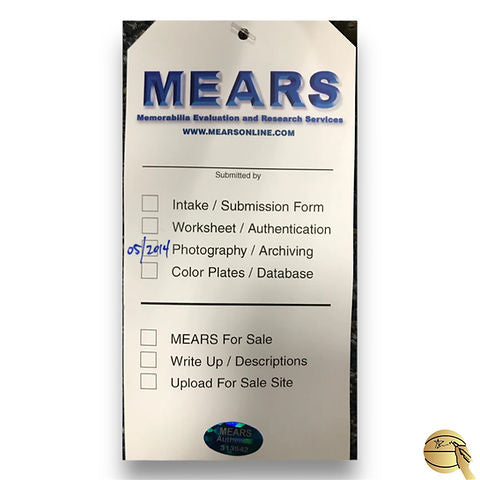 MEARS
Memorabilia Evaluation and Research Services
WWW.MEARSONLINE.COM
Submitted by
Intake / Submission Form
Worksheet / Authentication
05/2014 Photography / Archiving
Color Plates / Database
MEARS For Sale
Write Up / Descriptions
Upload For Sale Site
MEARS
313642